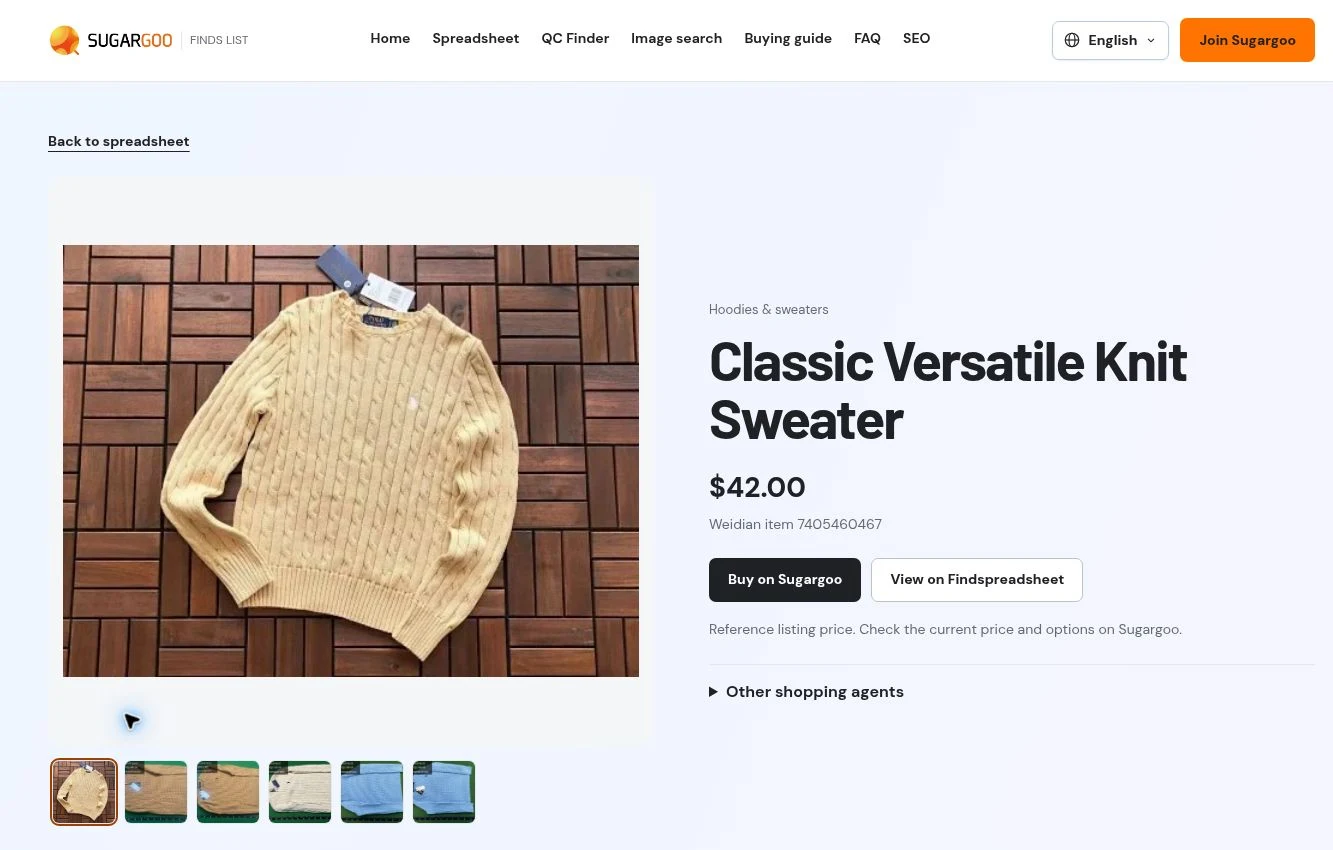 SUGARGOO
FINDS LIST
Home
Spreadsheet
QC Finder
Image search
Buying guide
FAQ
SEO
English
Join Sugargoo
Back to spreadsheet
POLO
Hoodies & sweaters
Classic Versatile Knit
Sweater
$42.00
Weidian item 7405460467
Buy on Sugargoo
View on Findspreadsheet
Reference listing price. Check the current price and options on Sugargoo.
Other shopping agents